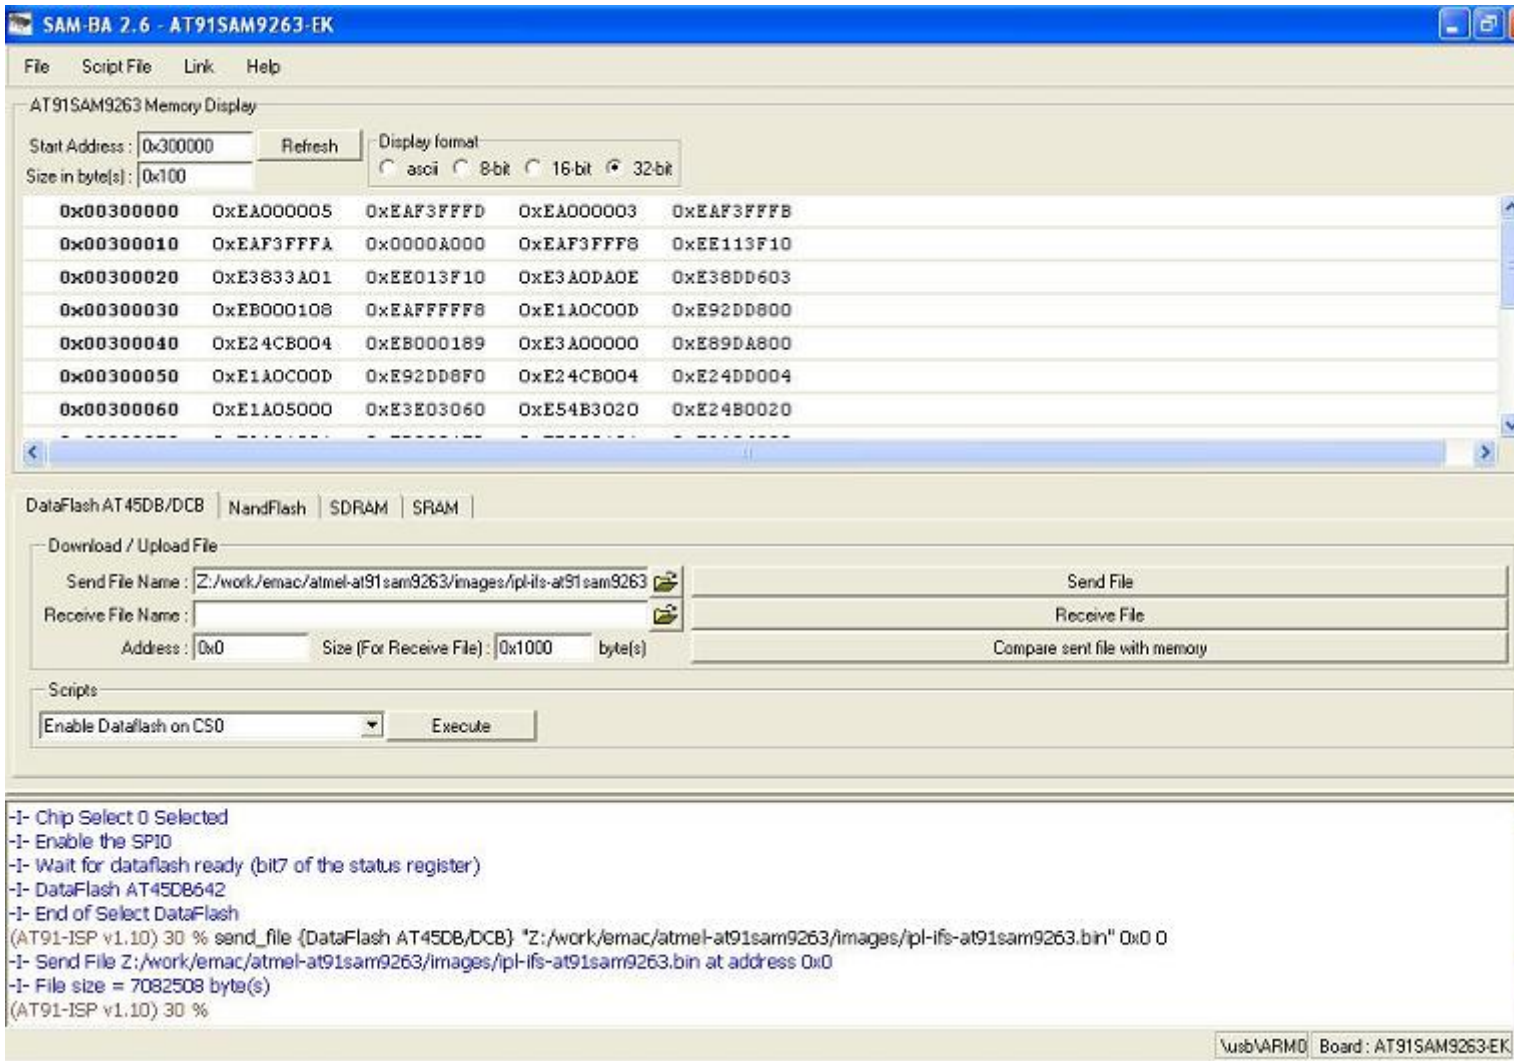 SAM-BA 2.6 - AT91SAM9263-EK
File Script File Link Help
AT91SAM9263 Memory Display
Start Address : 0x300000 Refresh Display format
Size in byte(s) : 0x100 ascii 8-bit 16-bit 32-bit
0x00300000 0xEA000005 0xEAF3FFFD 0xEA000003 0xEAF3FFFB
0x00300010 0xEAF3FFFA 0x0000A000 0xEAF3FFF8 0xEE113F10
0x00300020 0xE3833A01 0xEE013F10 0xE3A0DA0E 0xE38DD603
0x00300030 0xEB000108 0xEAFFFFF8 0xE1A0C00D 0xE92DD800
0x00300040 0xE24CB004 0xEB000189 0xE3A00000 0xE89DA800
0x00300050 0xE1A0C00D 0xE92DD8F0 0xE24CB004 0xE24DD004
0x00300060 0xE1A05000 0xE3E03060 0xE54B3020 0xE24B0020
DataFlash AT45DB/DCB NandFlash SDRAM SRAM
Download / Upload File
Send File Name : Z:/work/emac/atmel-at91sam9263/images/ipl-ifs-at91sam9263 Send File
Receive File Name : Receive File
Address : 0x0 Size (For Receive File) : 0x1000 byte(s) Compare sent file with memory
Scripts
Enable Dataflash on CS0 Execute
-I- Chip Select 0 Selected
-I- Enable the SPI0
-I- Wait for dataflash ready (bit7 of the status register)
-I- DataFlash AT45DB642
-I- End of Select DataFlash
(AT91-ISP v1.10) 30 % send_file {DataFlash AT45DB/DCB} "Z:/work/emac/atmel-at91sam9263/images/ipl-ifs-at91sam9263.bin" 0x0 0
-I- Send File Z:/work/emac/atmel-at91sam9263/images/ipl-ifs-at91sam9263.bin at address 0x0
-I- File size = 7082508 byte(s)
(AT91-ISP v1.10) 30 %
\usb\ARM0 Board : AT91SAM9263-EK